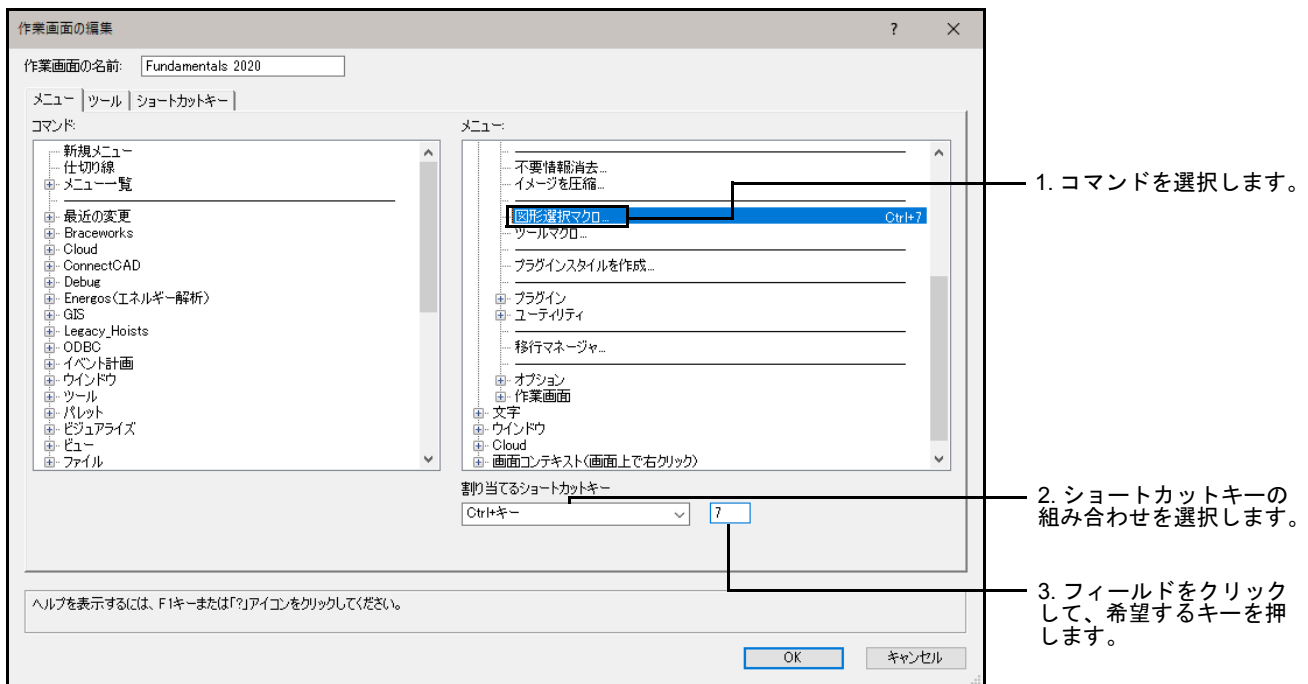 作業画面の編集
?
作業画面の名前: Fundamentals 2020
メニュー ツール ショートカットキー
コマンド:
新規メニュー
仕切り線
メニュー一覧
最近の変更
Braceworks
Cloud
ConnectCAD
Debug
Energos(エネルギー解析)
GIS
Legacy_Hoists
ODBC
イベント計画
ウインドウ
ツール
パレット
ビジュアライズ
ビュー
ファイル
メニュー:
不要情報消去...
イメージを圧縮...
図形選択マクロ... Ctrl+7
ツールマクロ...
プラグインスタイルを作成...
プラグイン
ユーティリティ
移行マネージャ...
オプション
作業画面
文字
ウインドウ
Cloud
画面コンテキスト(画面上で右クリック)
割り当てるショートカットキー
Ctrl+キー 7
ヘルプを表示するには、F1キーまたは「?」アイコンをクリックしてください。
OK キャンセル
1. コマンドを選択します。
2. ショートカットキーの
組み合わせを選択します。
3. フィールドをクリック
して、希望するキーを押
します。